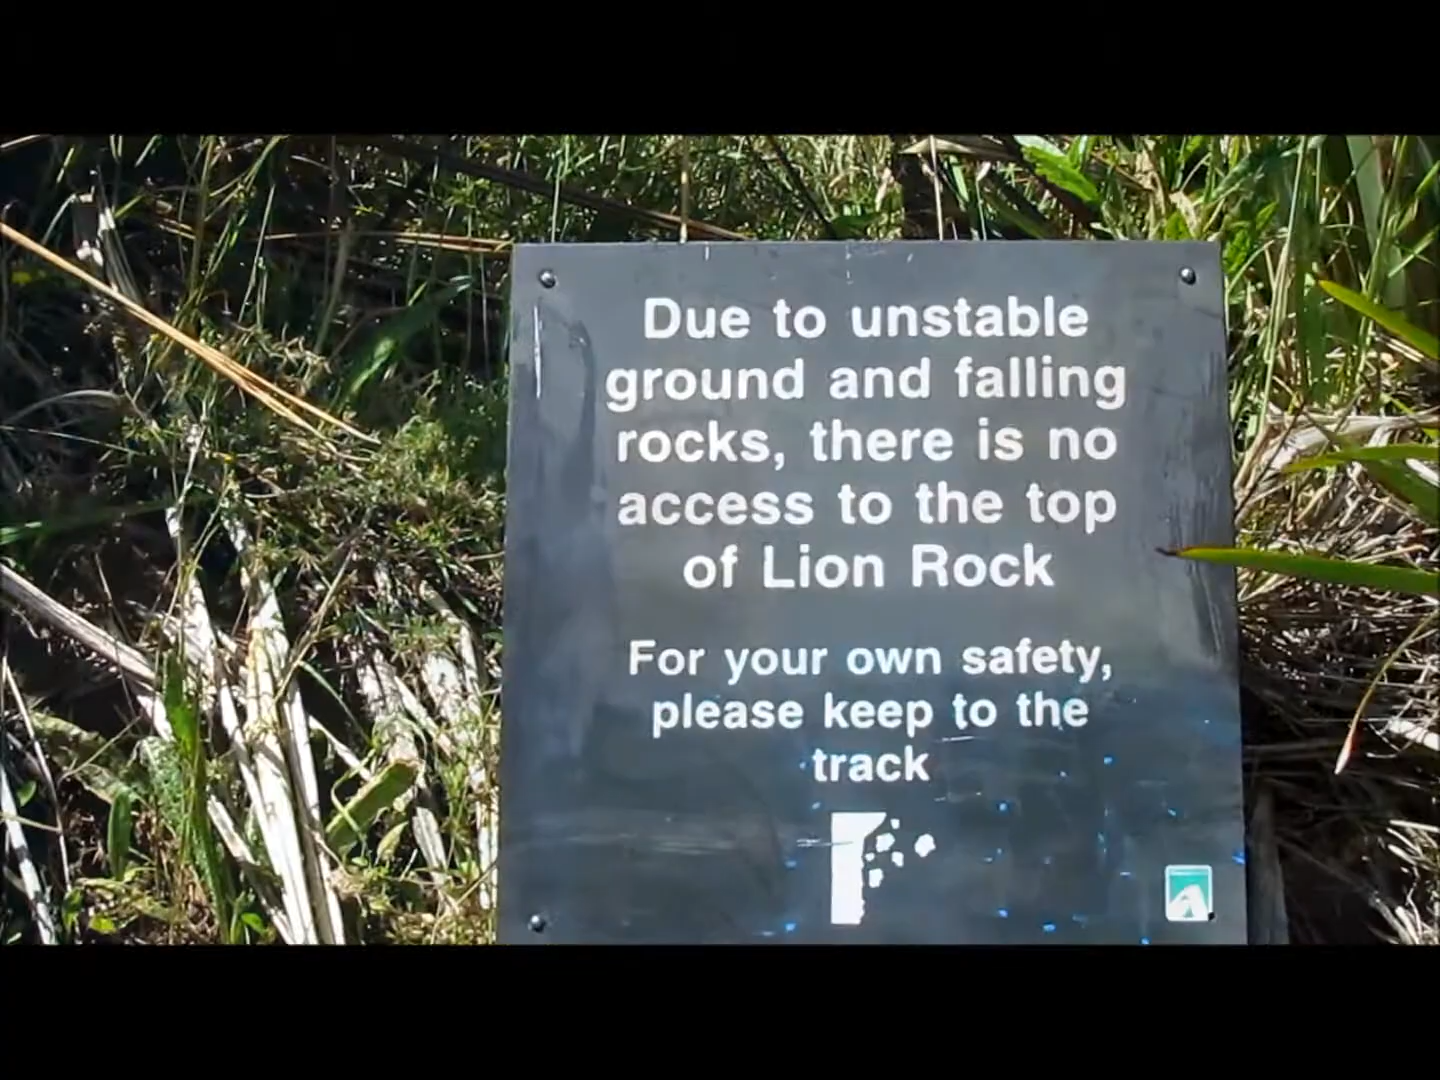 Due to unstable
ground and falling
rocks, there is no
access to the top
of Lion Rock
For your own safety,
please keep to the
track